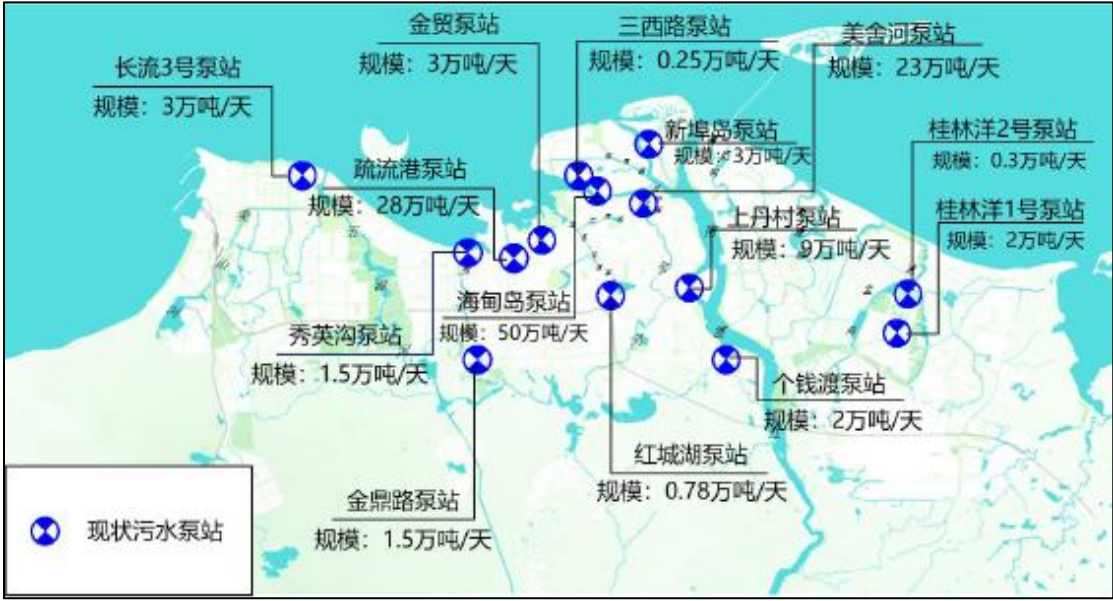 金贸泵站
规模：3万吨/天
三西路泵站
规模：0.25万吨/天
美舍河泵站
规模：23万吨/天
长流3号泵站
规模：3万吨/天
新埠岛泵站
规模：3万吨/天
桂林洋2号泵站
规模：0.3万吨/天
疏流港泵站
规模：28万吨/天
桂林洋1号泵站
规模：2万吨/天
上丹村泵站
规模：9万吨/天
海甸岛泵站
规模：50万吨/天
秀英沟泵站
规模：1.5万吨/天
个钱渡泵站
规模：2万吨/天
红城湖泵站
规模：0.78万吨/天
金鼎路泵站
规模：1.5万吨/天
现状污水泵站